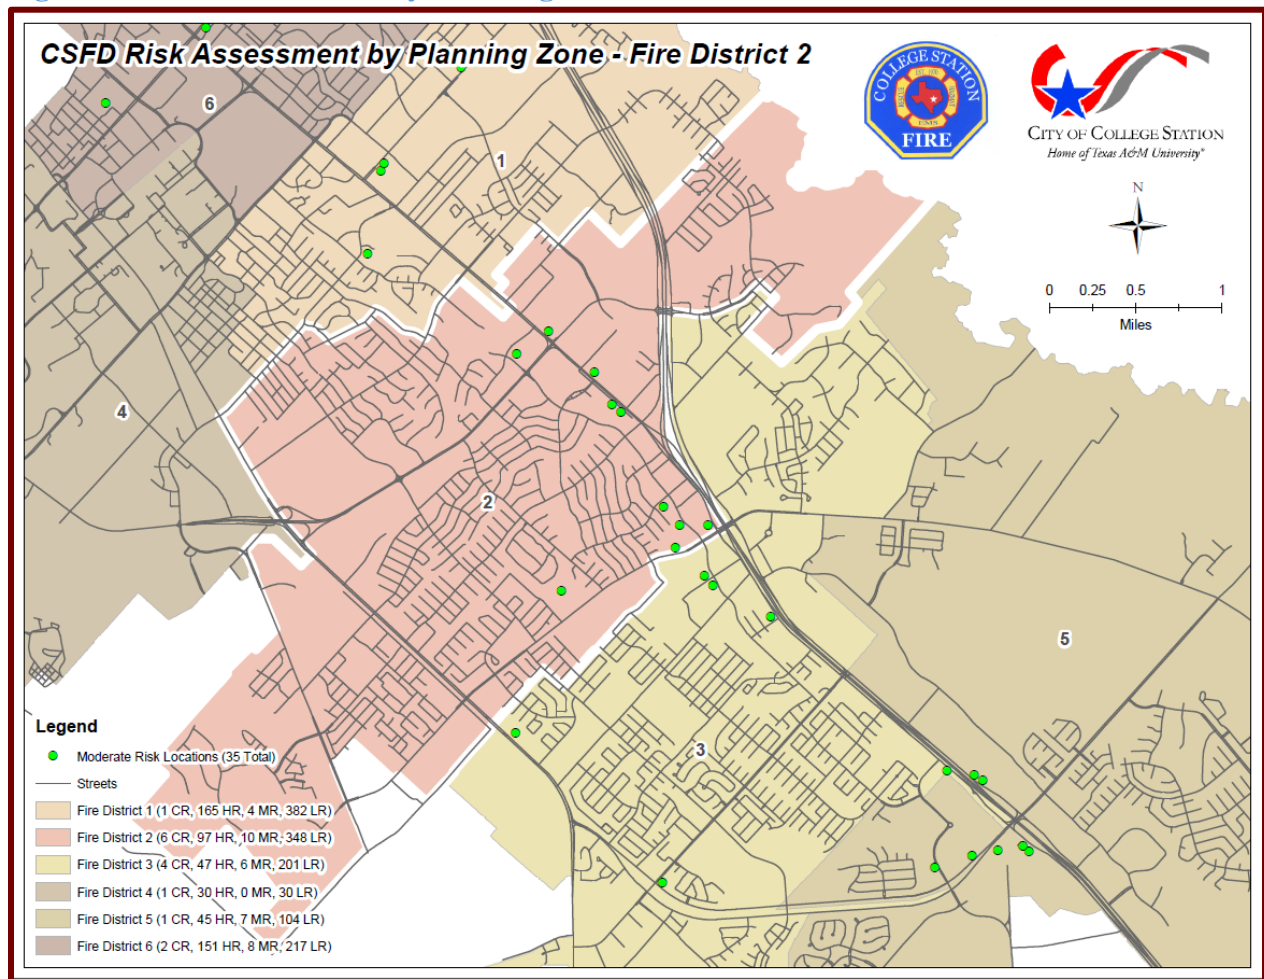 CSFD Risk Assessment by Planning Zone - Fire District 2
COLLEGE STATION
RESCUE
EMS
FIRE
CITY OF COLLEGE STATION
Home of Texas A&M University®
N
0 0.25 0.5 1
Miles
6
1
4
2
5
3
Legend
Moderate Risk Locations (35 Total)
Streets
Fire District 1 (1 CR, 165 HR, 4 MR, 382 LR)
Fire District 2 (6 CR, 97 HR, 10 MR, 348 LR)
Fire District 3 (4 CR, 47 HR, 6 MR, 201 LR)
Fire District 4 (1 CR, 30 HR, 0 MR, 30 LR)
Fire District 5 (1 CR, 45 HR, 7 MR, 104 LR)
Fire District 6 (2 CR, 151 HR, 8 MR, 217 LR)